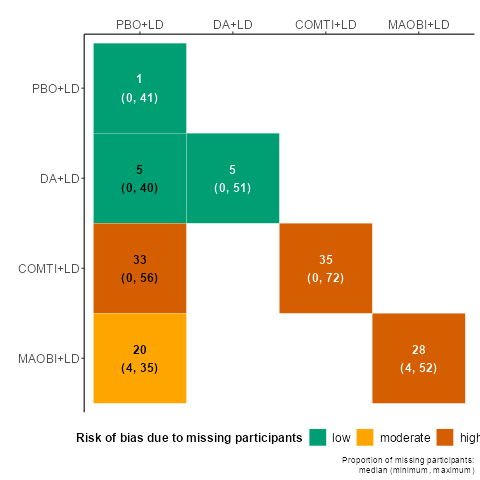 PBO+LD DA+LD COMTI+LD MAOBI+LD
PBO+LD
1
(0, 41)
DA+LD
5
(0, 40)
5
(0, 51)
COMTI+LD
33
(0, 56)
35
(0, 72)
MAOBI+LD
20
(4, 35)
28
(4, 52)
Risk of bias due to missing participants low moderate high
Proportion of missing participants:
median (minimum, maximum)